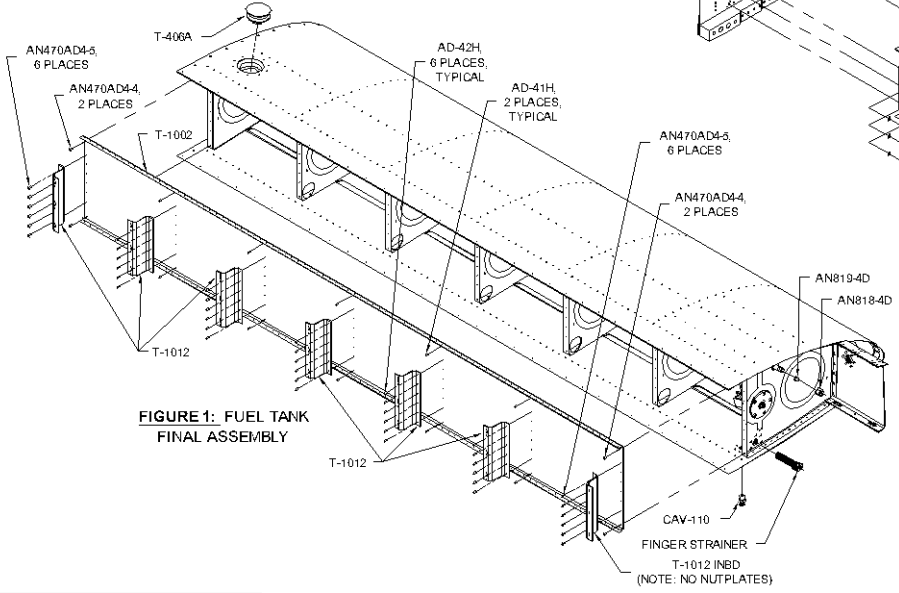 T-406A
AN470AD4-5,
6 PLACES
AN470AD4-4,
2 PLACES
T-1002
AD-42H,
6 PLACES,
TYPICAL
AD-41H,
2 PLACES,
TYPICAL
AN470AD4-5,
6 PLACES
AN470AD4-4,
2 PLACES
AN819-4D
AN818-4D
T-1012
FIGURE 1: FUEL TANK
FINAL ASSEMBLY
T-1012
CAV-110
FINGER STRAINER
T-1012 INBD
(NOTE: NO NUTPLATES)